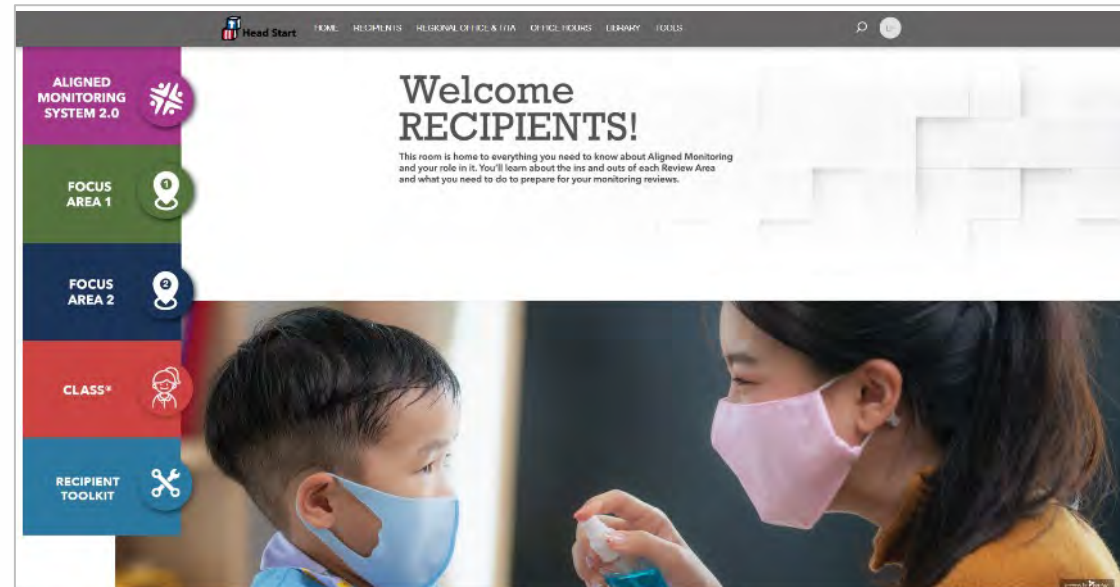 Head Start
HOME RECIPIENTS REGIONAL OFFICE & T/TA OFFICE HOURS LIBRARY TOOLS
ALIGNED
MONITORING
SYSTEM 2.0
FOCUS
AREA 1
1
FOCUS
AREA 2
2
CLASS®
RECIPIENT
TOOLKIT
Welcome
RECIPIENTS!
This room is home to everything you need to know about Aligned Monitoring
and your role in it. You'll learn about the ins and outs of each Review Area
and what you need to do to prepare for your monitoring reviews.